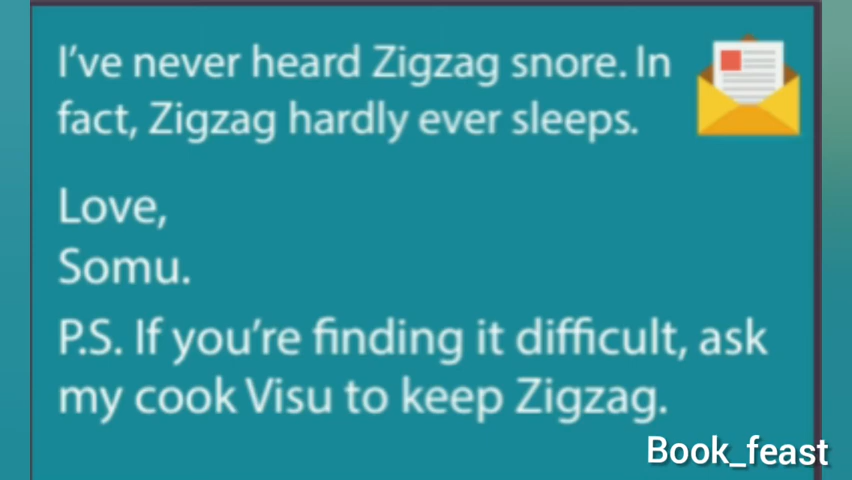 I've never heard Zigzag snore. In
fact, Zigzag hardly ever sleeps.
Love,
Somu.
P.S. If you're finding it difficult, ask
my cook Visu to keep Zigzag.
Book_feast